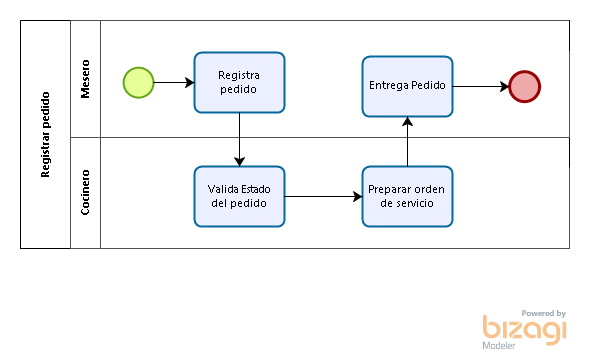 Registrar pedido
Mesero
Cocinero
Registra
pedido
Entrega Pedido
Valida Estado
del pedido
Preparar orden
de servicio
Powered by
bizagi
Modeler